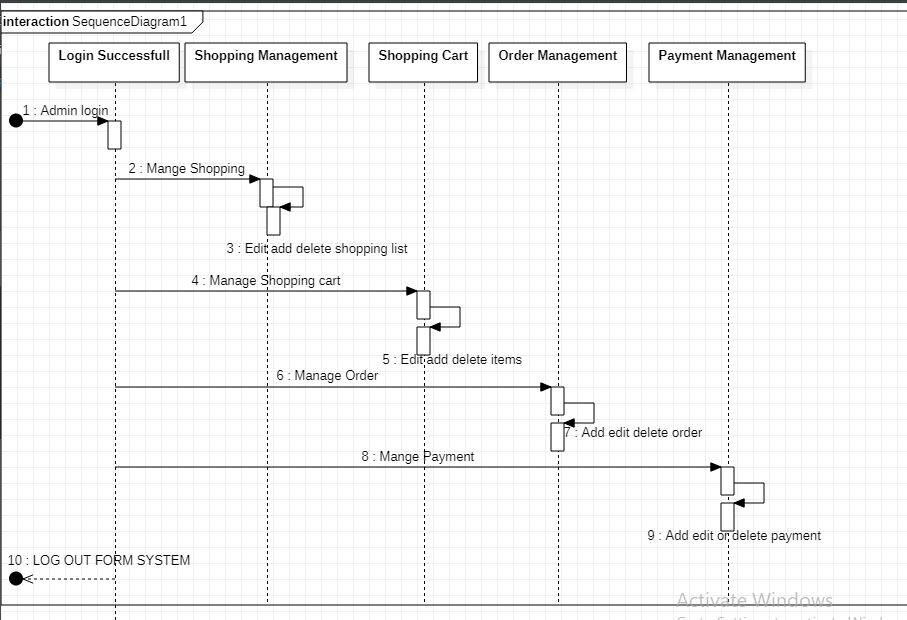 interaction SequenceDiagram1
Login Successfull
Shopping Management
Shopping Cart
Order Management
Payment Management
1 : Admin login
2 : Mange Shopping
3 : Edit add delete shopping list
4 : Manage Shopping cart
5 : Edit add delete items
6 : Manage Order
7 : Add edit delete order
8 : Mange Payment
9 : Add edit or delete payment
10 : LOG OUT FORM SYSTEM
Activate Windows